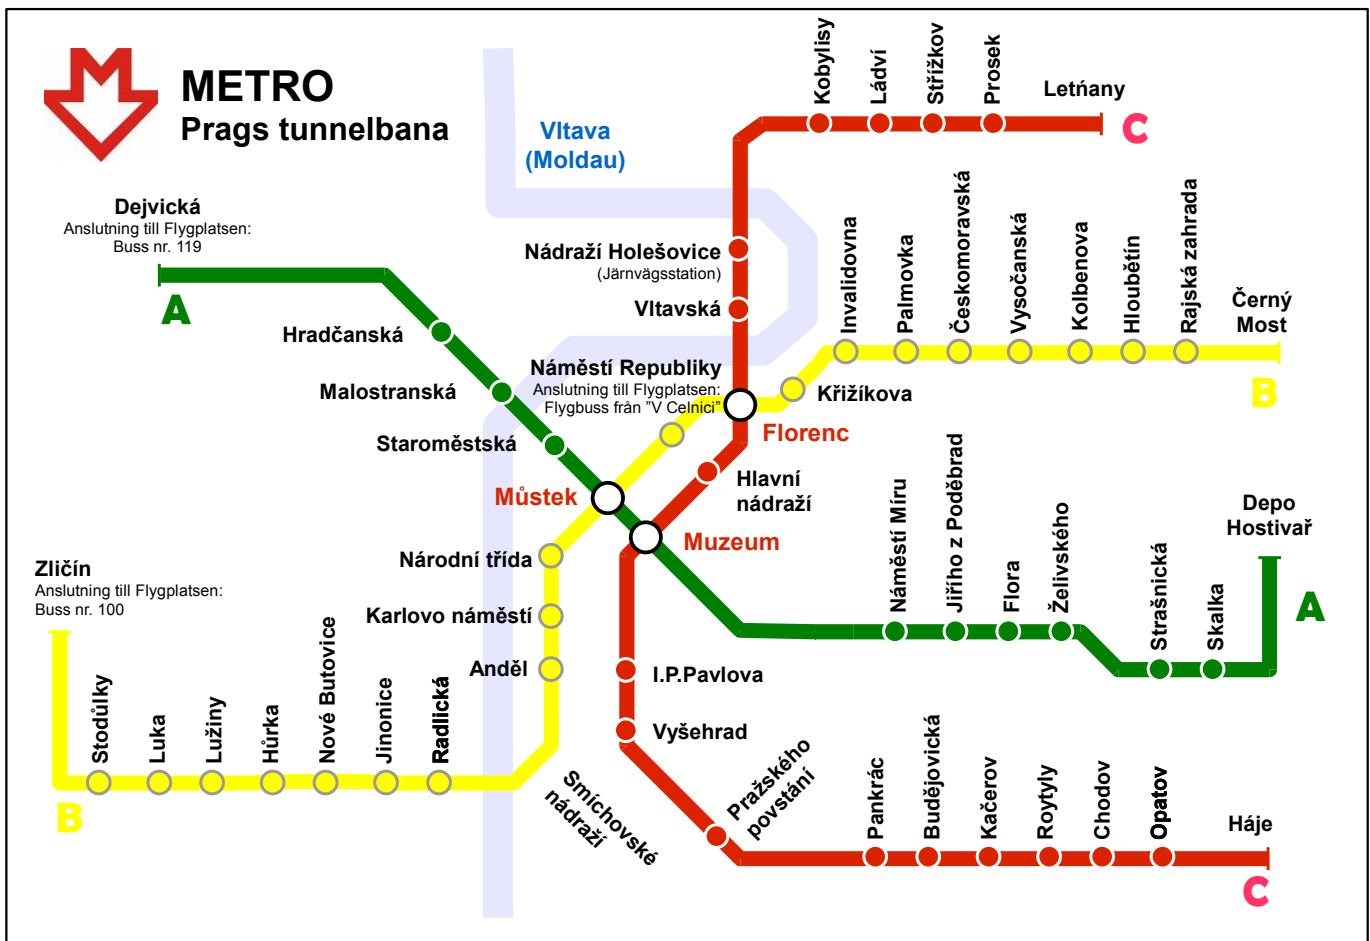 METRO
Prags tunnelbana
Vltava
(Moldau)
Kobylisy
Ládví
Střížkov
Prosek
Letńany
C
Dejvická
Anslutning till Flygplatsen:
Buss nr. 119
A
Hradčanská
Malostranská
Staroměstská
Můstek
Nádraží Holešovice
(Järnvägsstation)
Vltavská
Náměstí Republiky
Anslutning till Flygplatsen:
Flygbuss från ”V Celnici”
Florenc
Křižíkova
Invalidovna
Palmovka
Českomoravská
Vysočanská
Kolbenova
Hloubětín
Rajská zahrada
Černý
Most
B
Hlavní
nádraží
Muzeum
Náměstí Míru
Jiřího z Poděbrad
Flora
Želivského
Strašnická
Skalka
Depo
Hostivař
A
Zličín
Anslutning till Flygplatsen:
Buss nr. 100
B
Stodůlky
Luka
Lužiny
Hůrka
Nové Butovice
Jinonice
Radlická
Národní třída
Karlovo náměstí
Anděl
Smíchovské
nádraží
I.P.Pavlova
Vyšehrad
Pražského
povstání
Pankrác
Budějovická
Kačerov
Roytyly
Chodov
Opatov
Háje
C